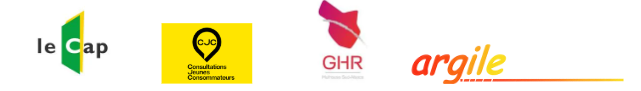 le Cap
CJC
Consultations
Jeunes
Consommateurs
GHR
argile